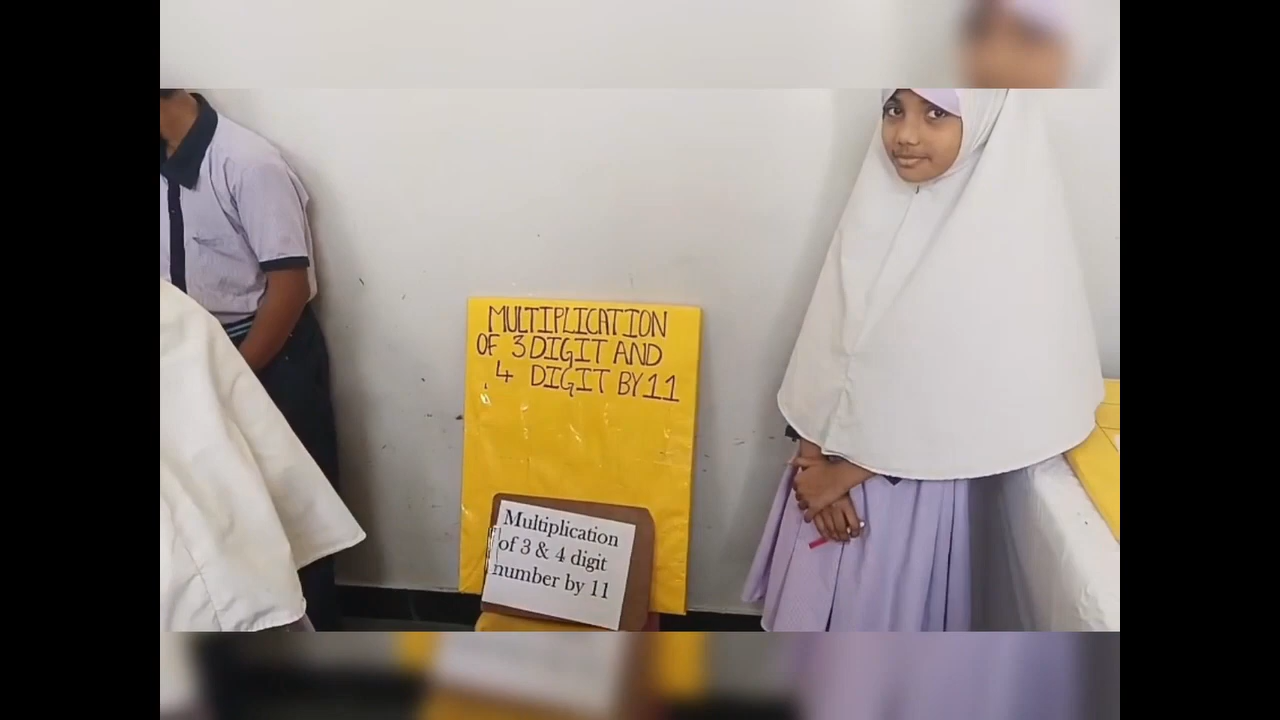 MULTIPLICATION
OF 3 DIGIT AND
4 DIGIT BY 11
Multiplication
of 3 & 4 digit
number by 11